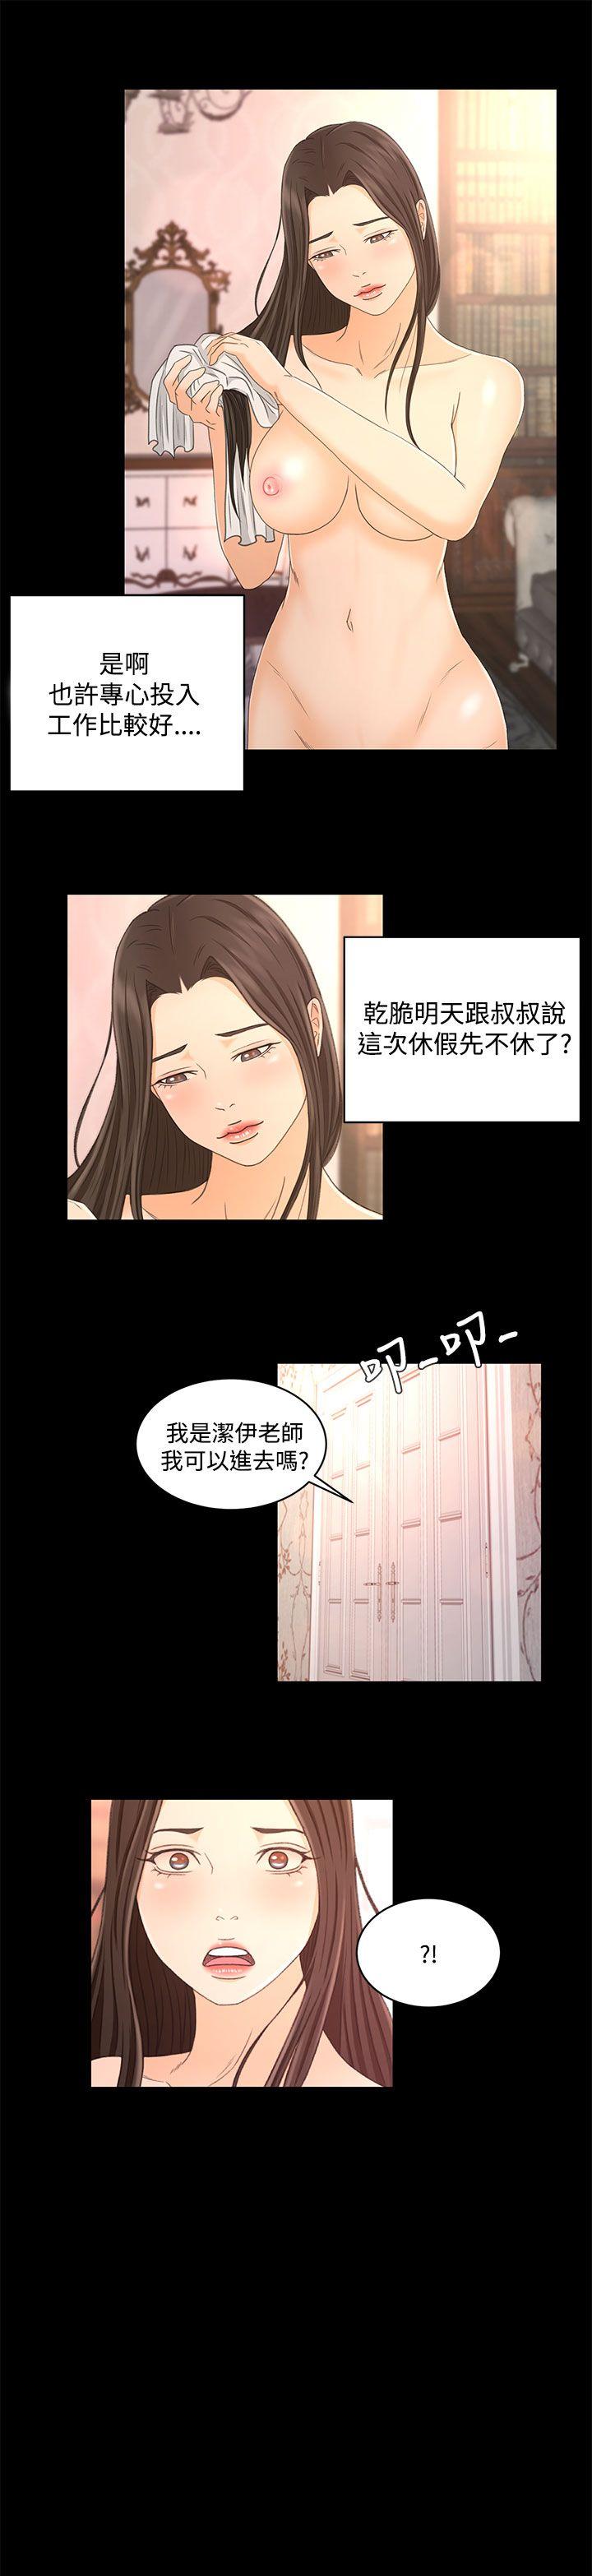 是啊
也許專心投入
工作比較好....
乾脆明天跟叔叔說
這次休假先不休了?
叩-叩-
我是潔伊老師
我可以進去嗎?
?!